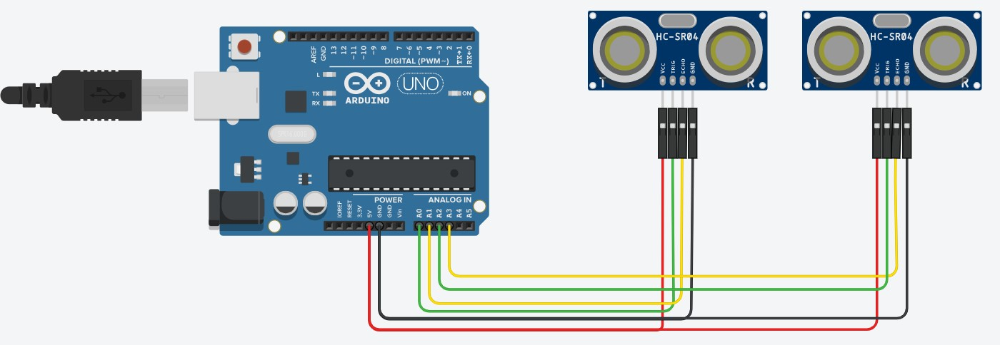 HC-SR04
Vcc
TRIG
ECHO
GND
T
R
HC-SR04
Vcc
TRIG
ECHO
GND
T
R
AREF
GND
13
12
~11
~10
~9
8
7
~6
~5
4
~3
2
TX→1
RX←0
DIGITAL (PWM~)
L
TX
RX
UNO
ARDUINO
ON
POWER
ANALOG IN
IOREF
RESET
3.3V
5V
GND
GND
Vin
A0
A1
A2
A3
A4
A5